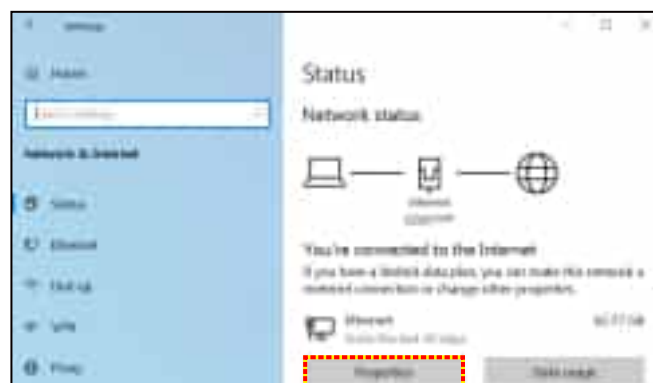 Settings
Home
Network & Internet
Status
Ethernet
Dial-up
VPN
Proxy
Status
Network status
Ethernet
You're connected to the Internet
If you have a limited data plan, you can make this network a
metered connection or change other properties.
Ethernet
Properties
Data usage